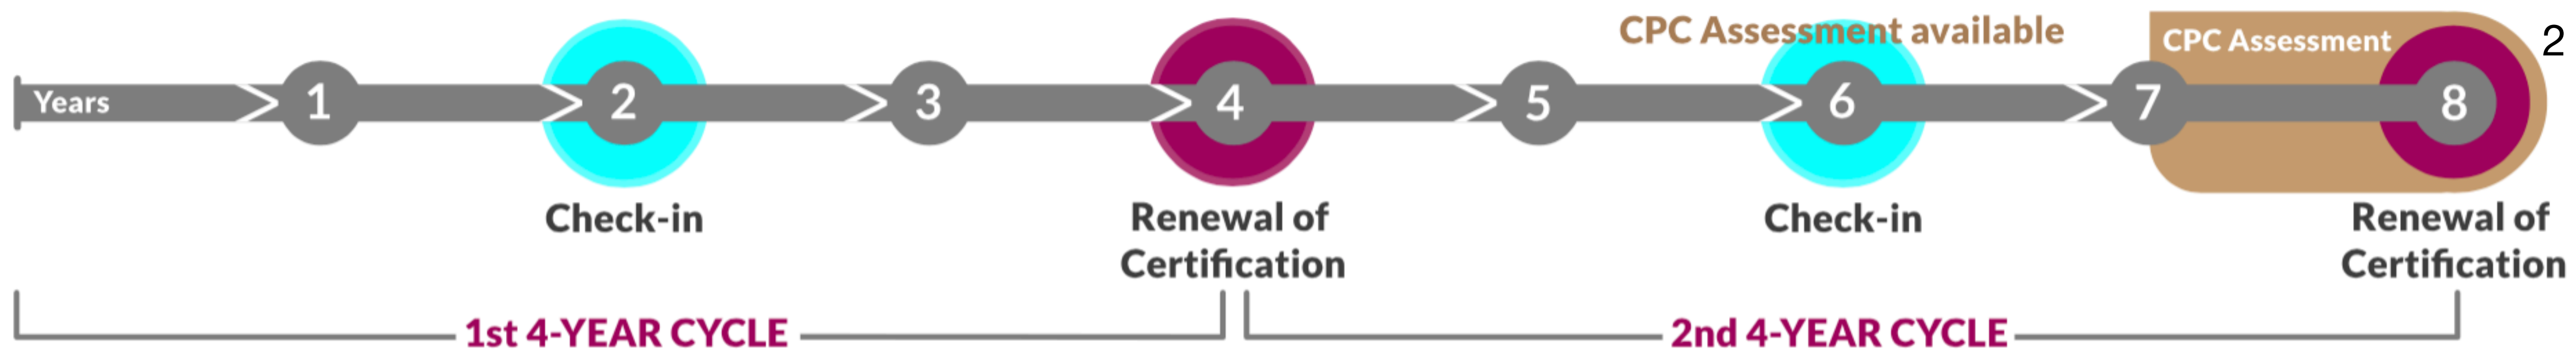 CPC Assessment available
CPC Assessment
2
Years
1
2
3
4
5
6
7
8
Check-in
Renewal of
Certification
Check-in
Renewal of
Certification
1st 4-YEAR CYCLE
2nd 4-YEAR CYCLE